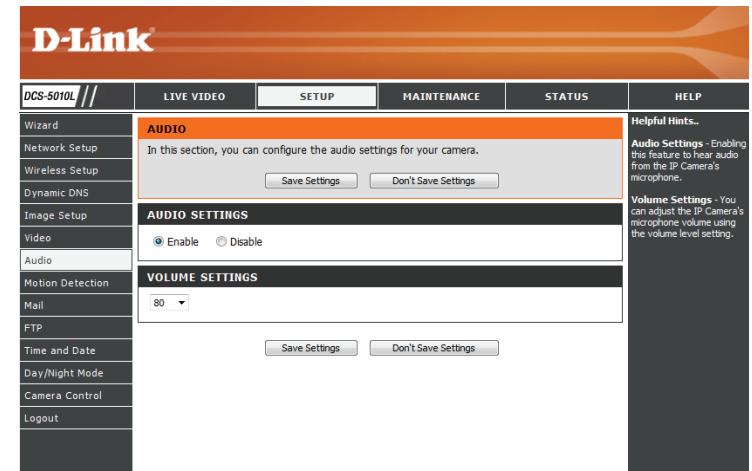 D-Link
DCS-5010L //
LIVE VIDEO
SETUP
MAINTENANCE
STATUS
HELP
Wizard
Network Setup
Wireless Setup
Dynamic DNS
Image Setup
Video
Audio
Motion Detection
Mail
FTP
Time and Date
Day/Night Mode
Camera Control
Logout
AUDIO
In this section, you can configure the audio settings for your camera.
Save Settings
Don't Save Settings
AUDIO SETTINGS
Enable
Disable
VOLUME SETTINGS
80
Save Settings
Don't Save Settings
Helpful Hints..
Audio Settings - Enabling
this feature to hear audio
from the IP Camera's
microphone.
Volume Settings - You
can adjust the IP Camera's
microphone volume using
the volume level setting.